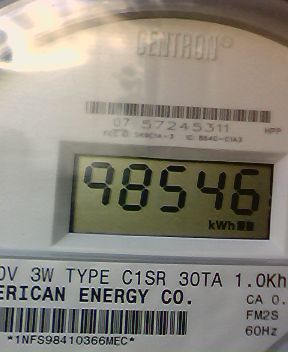 CENTRON®
07 57245311 HPP
98546
kWh
0V 3W TYPE C1SR 30TA 1.0Kh
ERICAN ENERGY CO.
CA 0.
FM2S
60Hz
*1NFS98410366MEC*